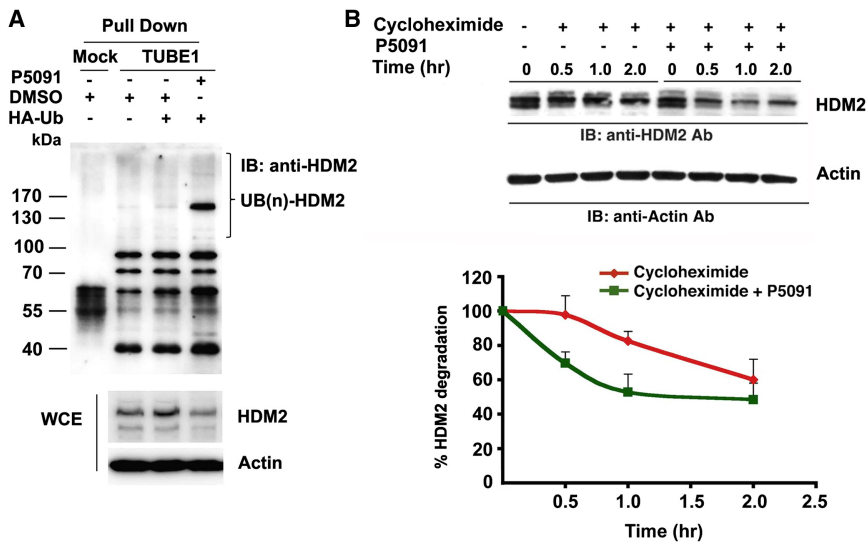 A
Pull Down
Mock TUBE1
P5091 - - - +
DMSO + + + -
HA-Ub - - + +
kDa
IB: anti-HDM2
UB(n)-HDM2
170
130
100
70
55
40
WCE
HDM2
Actin
B
Cycloheximide - + + + + + + +
P5091 - - - - + + + +
Time (hr) 0 0.5 1.0 2.0 0 0.5 1.0 2.0
HDM2
IB: anti-HDM2 Ab
Actin
IB: anti-Actin Ab
Cycloheximide
Cycloheximide + P5091
% HDM2 degradation
120
100
80
60
40
20
0
0.5 1.0 1.5 2.0 2.5
Time (hr)